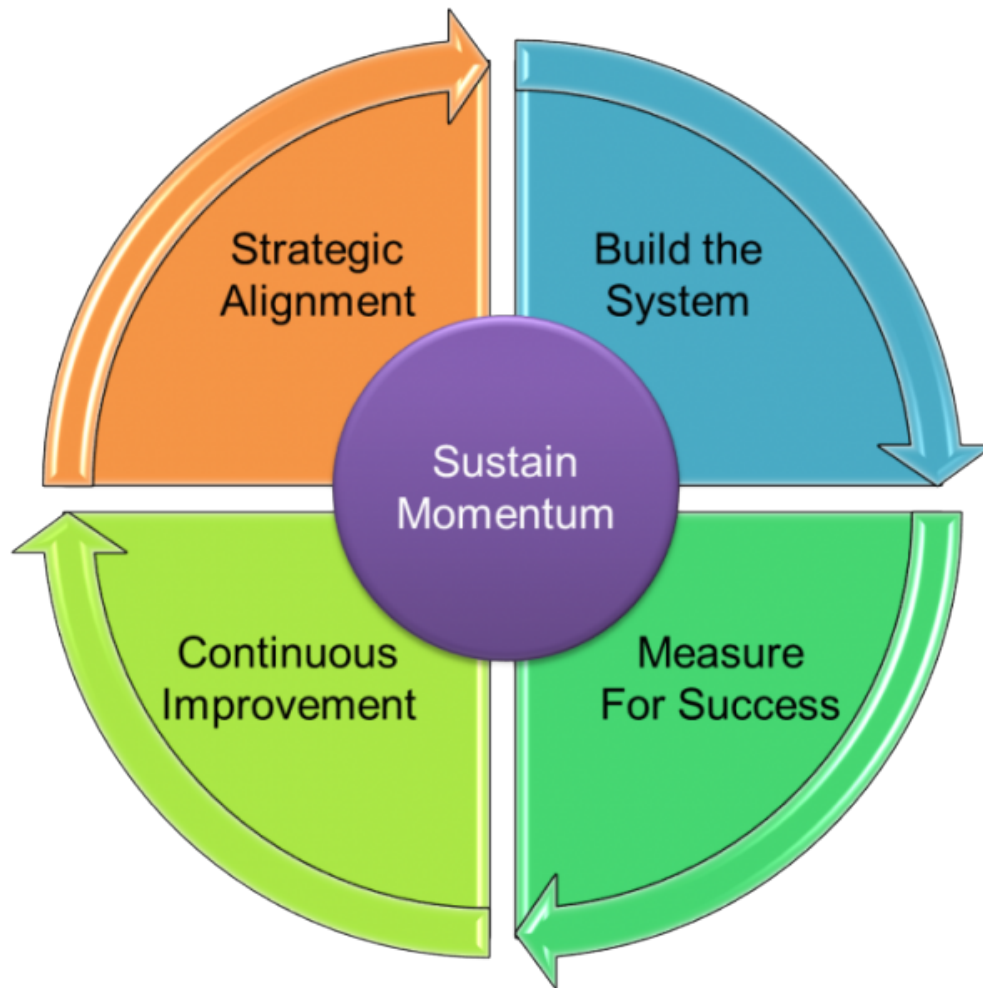 Strategic
Alignment
Build the
System
Sustain
Momentum
Continuous
Improvement
Measure
For Success